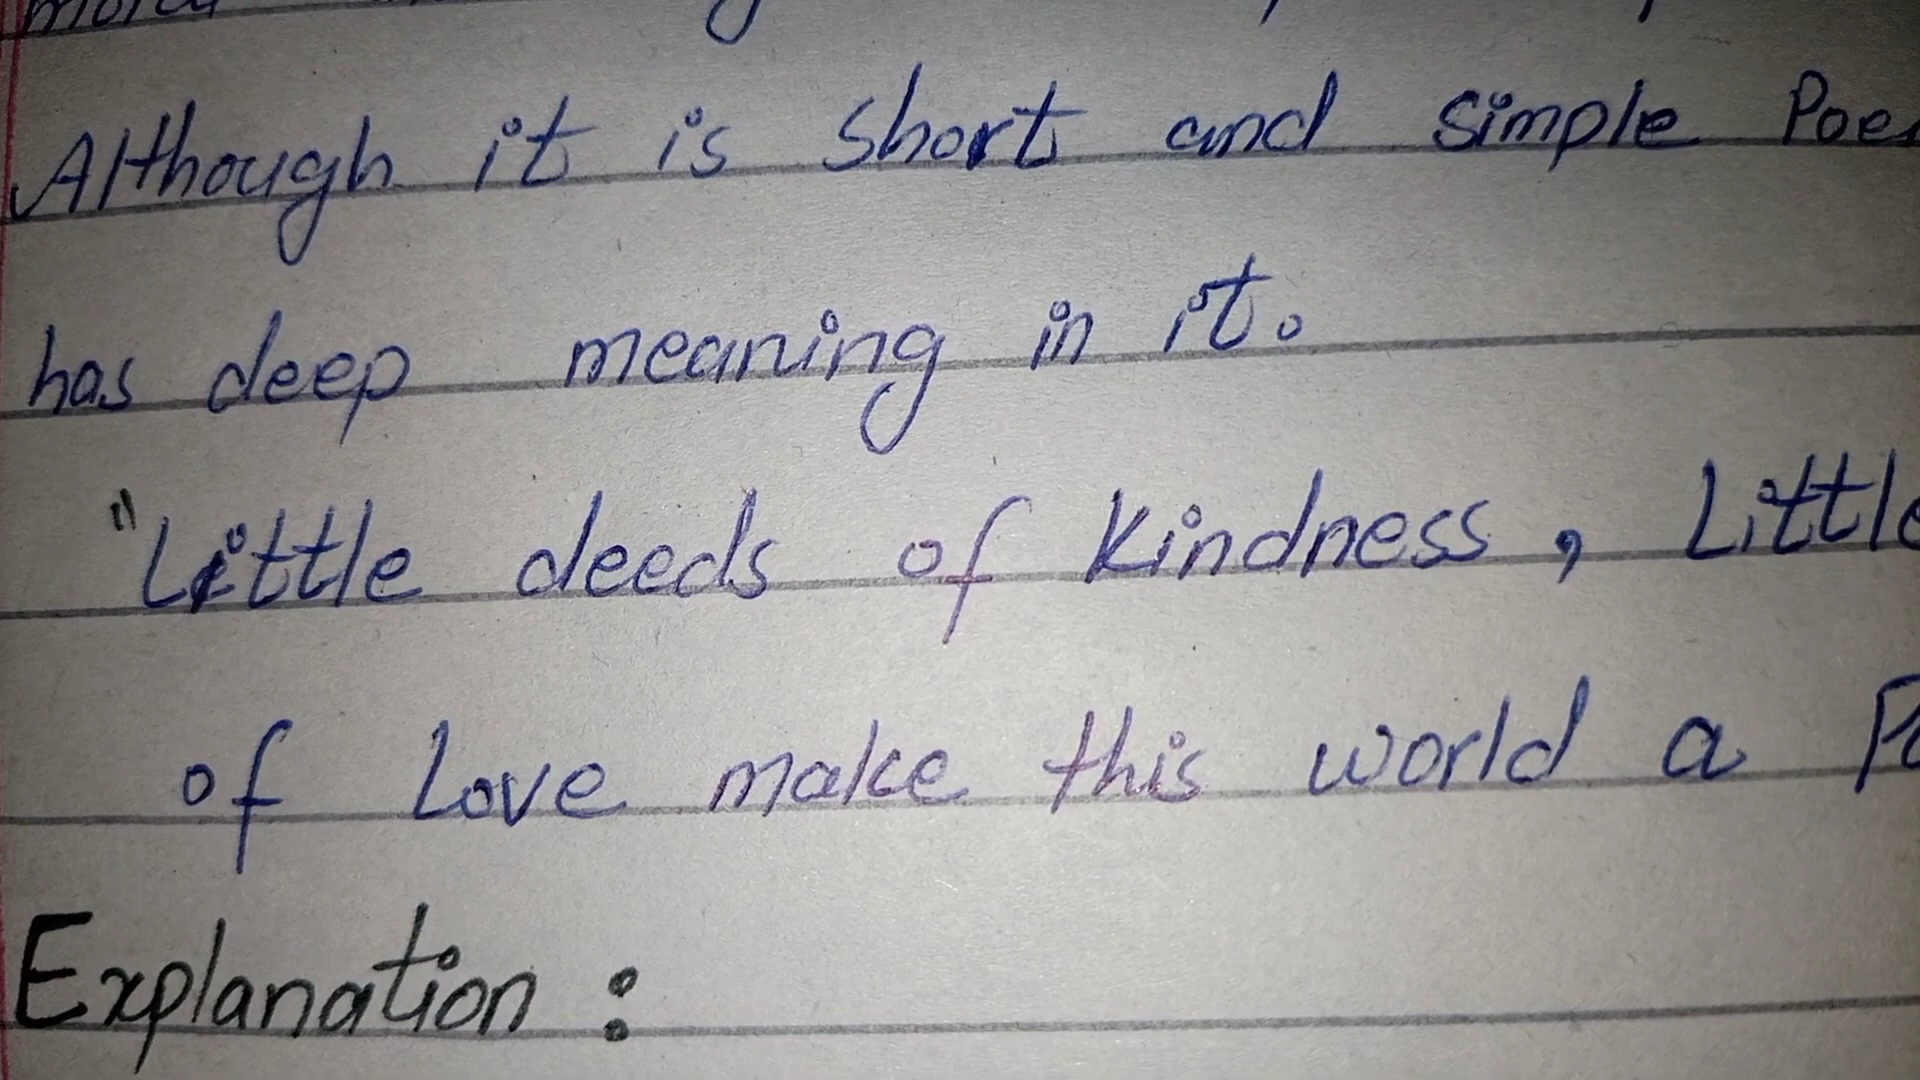 Although it is short and simple Poe
has deep meaning in it.
"Little deeds of kindness, Little
of Love make this world a
Explanation: